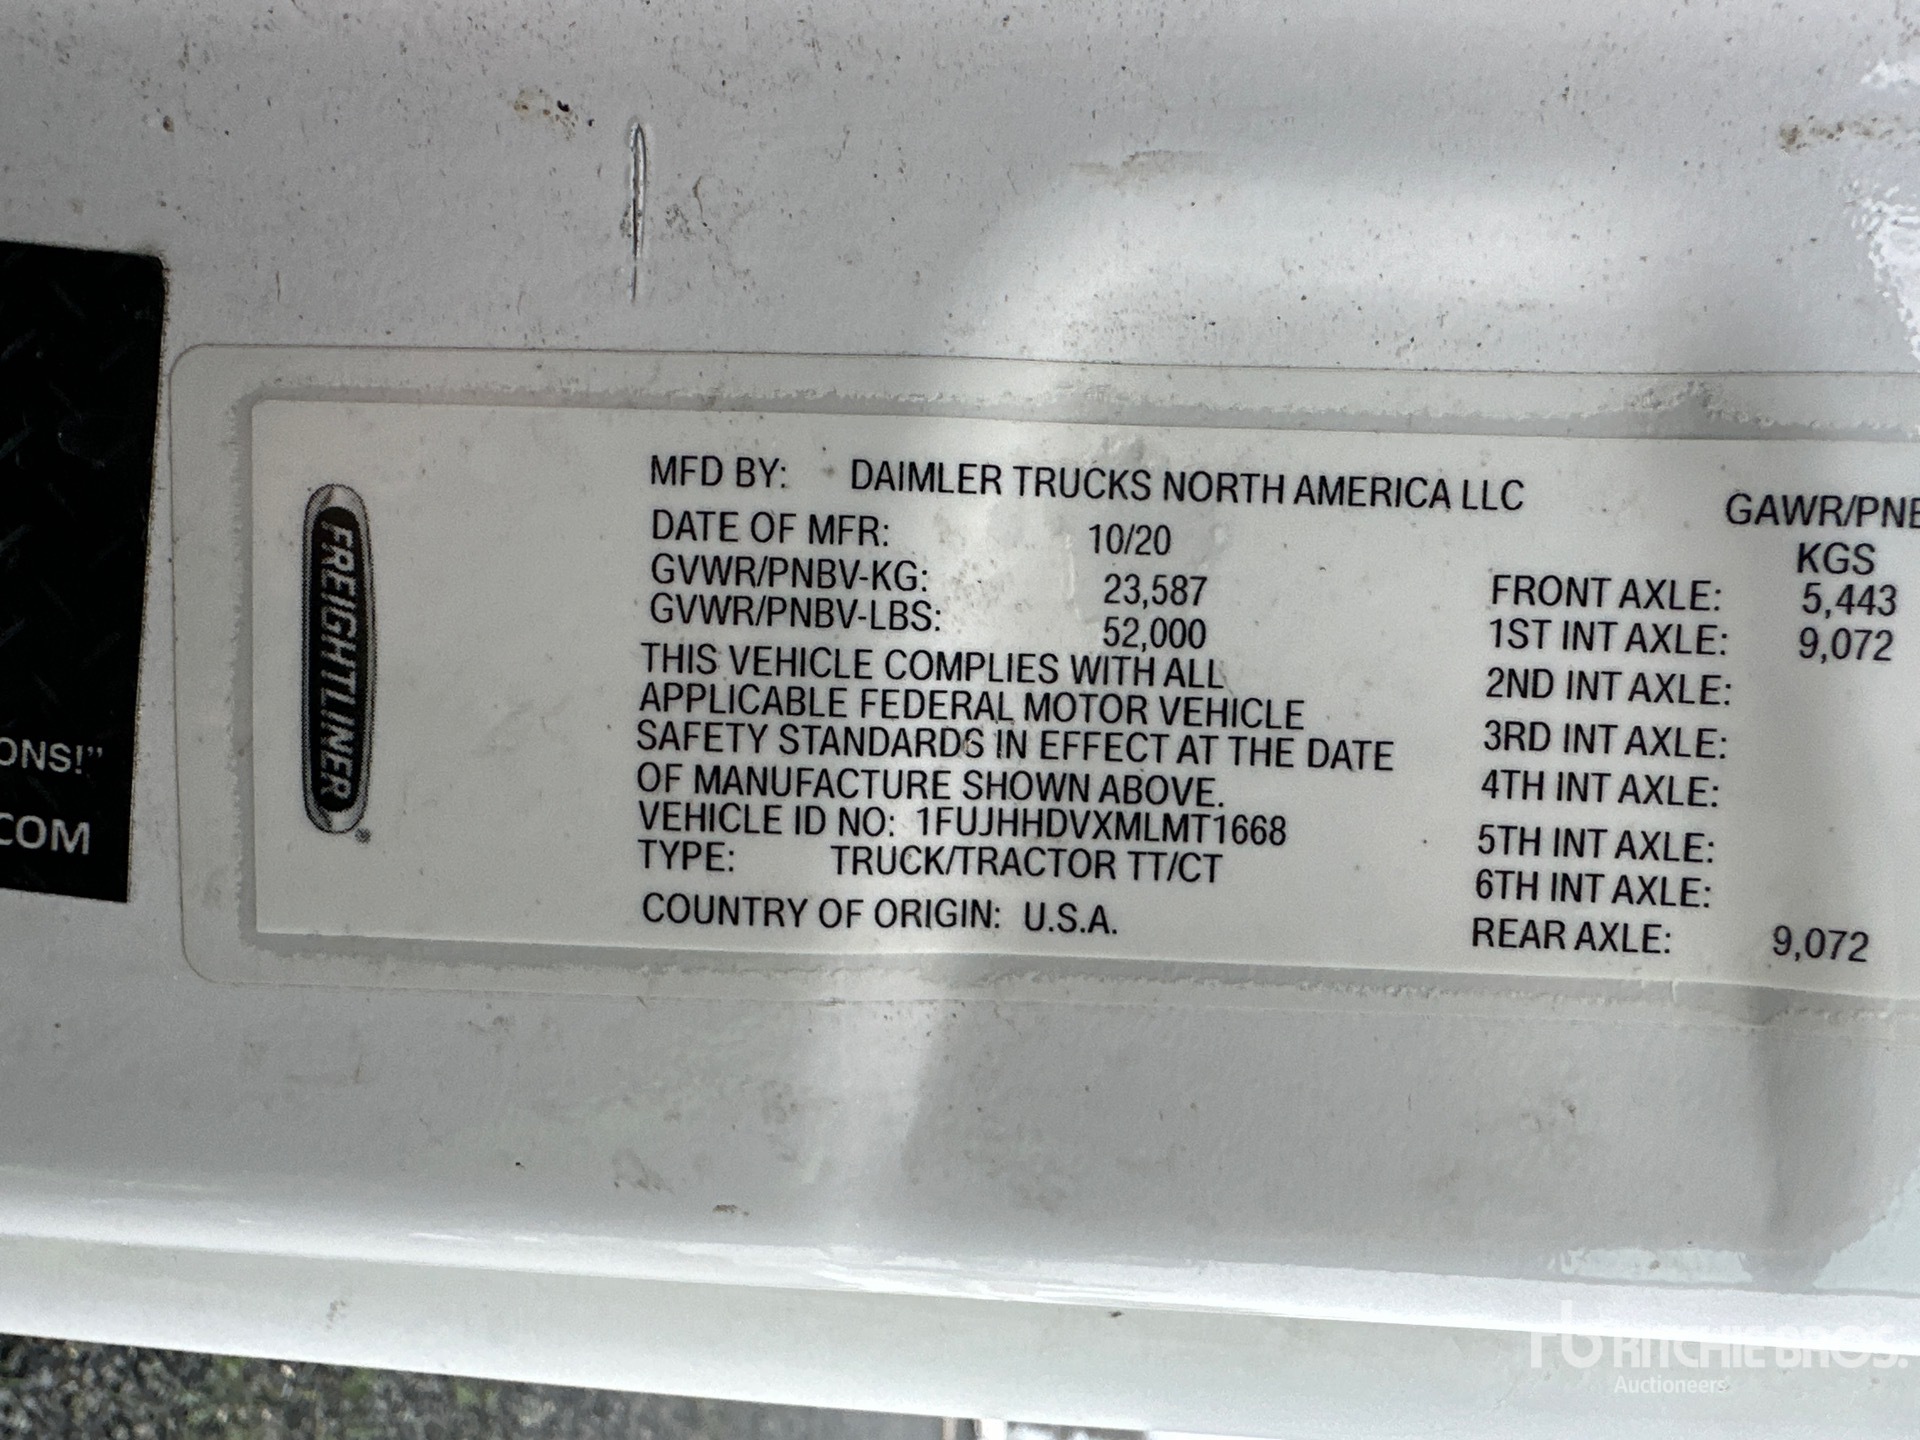 ONS!"
COM
FREIGHTLINER
MFD BY: DAIMLER TRUCKS NORTH AMERICA LLC
DATE OF MFR: 10/20
GVWR/PNBV-KG: 23,587
GVWR/PNBV-LBS: 52,000
THIS VEHICLE COMPLIES WITH ALL
APPLICABLE FEDERAL MOTOR VEHICLE
SAFETY STANDARDS IN EFFECT AT THE DATE
OF MANUFACTURE SHOWN ABOVE.
VEHICLE ID NO: 1FUJHHDVXMLMT1668
TYPE: TRUCK/TRACTOR TT/CT
COUNTRY OF ORIGIN: U.S.A.
GAWR/PNB
KGS
FRONT AXLE: 5,443
1ST INT AXLE: 9,072
2ND INT AXLE:
3RD INT AXLE:
4TH INT AXLE:
5TH INT AXLE:
6TH INT AXLE:
REAR AXLE: 9,072
rb RITCHIE BROS.
Auctioneers